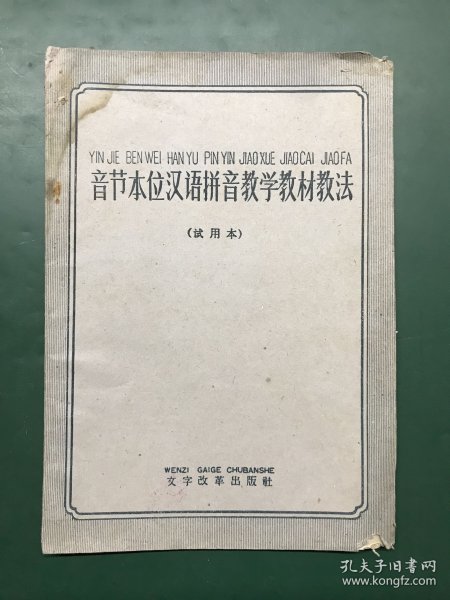 YIN JIE BEN WEI HAN YU PIN YIN JIAO XUE JIAO CAI JIAO FA
音节本位汉语拼音教学教材教法
(试用本)
WENZI GAIGE CHUBANSHE
文字改革出版社
孔夫子旧书网
www.kongfz.com